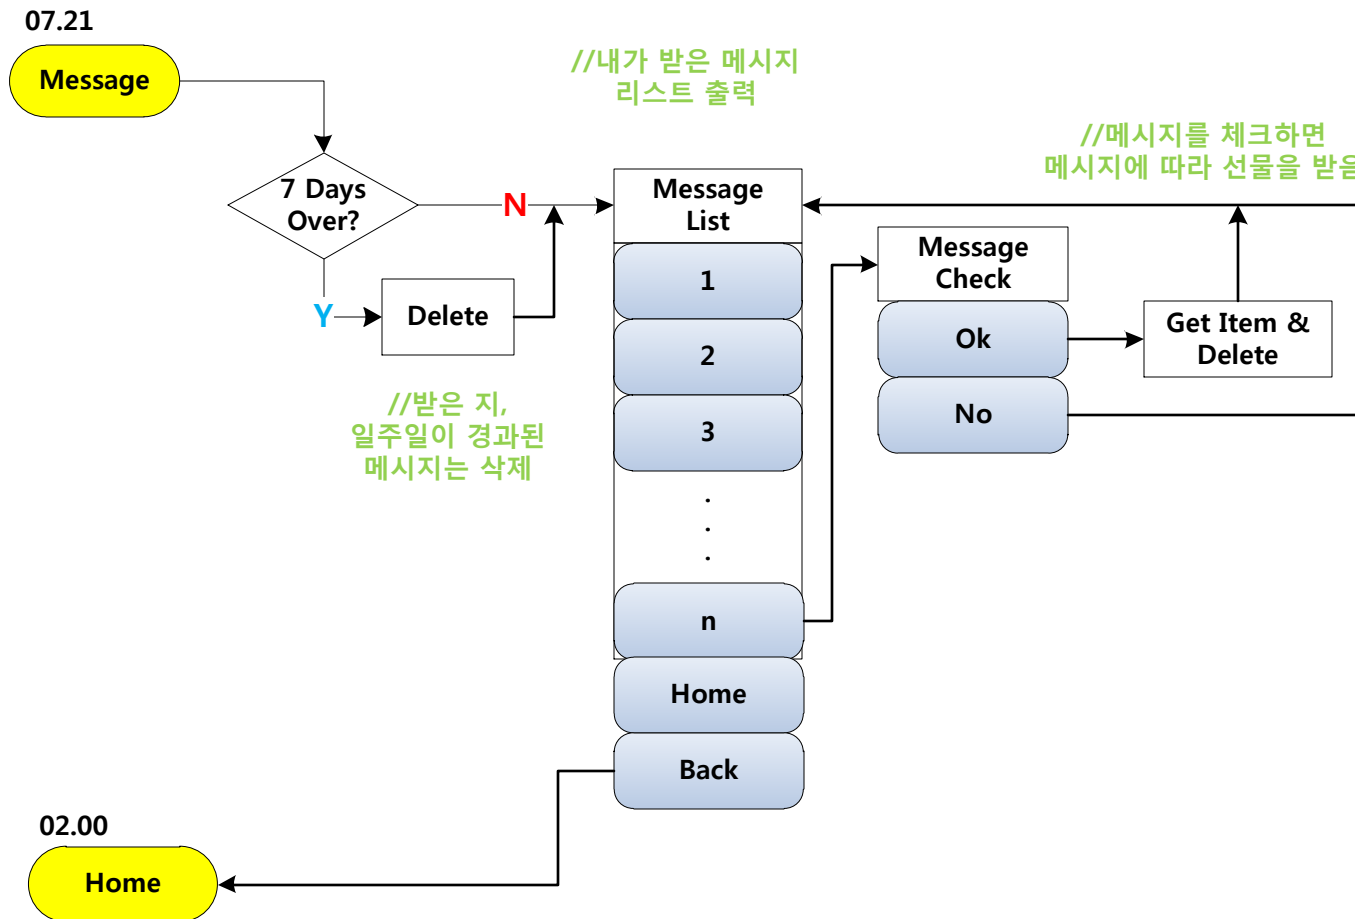 07.21
Message
//내가 받은 메시지
리스트 출력
//메시지를 체크하면
메시지에 따라 선물을 받음
7 Days
Over?
N
Message
List
Message
Check
1
Y
Delete
2
Ok
Get Item &
Delete
//받은 지,
일주일이 경과된
메시지는 삭제
3
No
.
.
.
n
Home
Back
02.00
Home